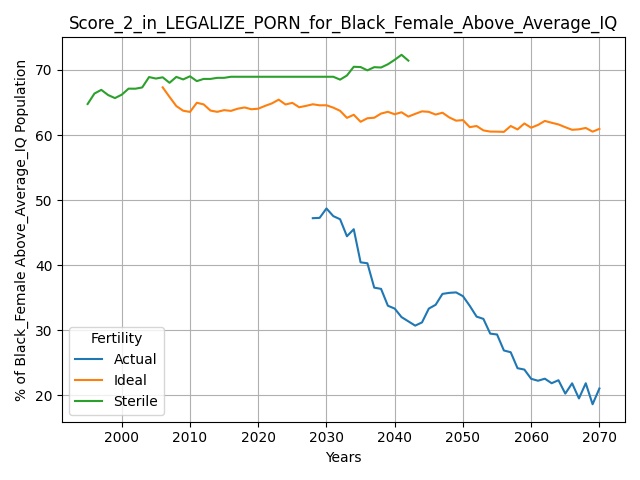 Score_2_in_LEGALIZE_PORN_for_Black_Female_Above_Average_IQ
% of Black_Female Above_Average_IQ Population
70
60
50
40
30
20
Fertility
Actual
Ideal
Sterile
2000 2010 2020 2030 2040 2050 2060 2070
Years